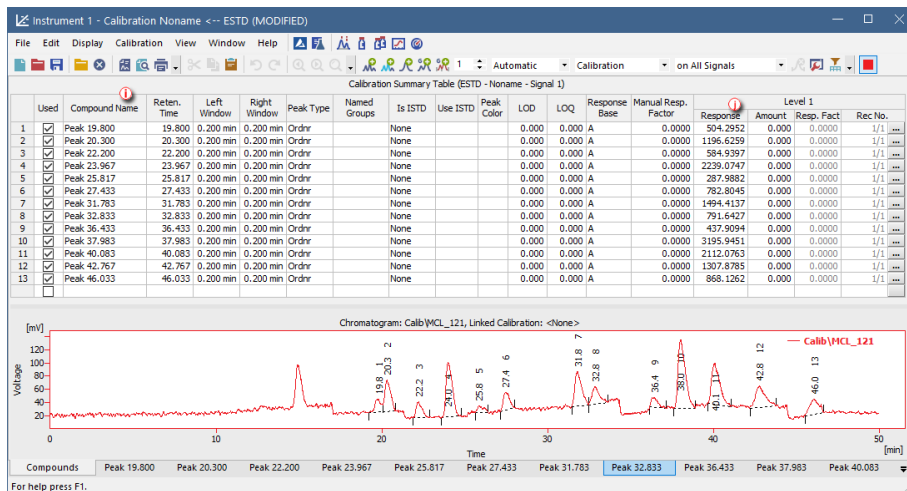 Instrument 1 - Calibration Noname <-- ESTD (MODIFIED)
File Edit Display Calibration View Window Help
1 Automatic Calibration on All Signals
Calibration Summary Table (ESTD - Noname - Signal 1)
Used Compound Name Reten. Time Left Window Right Window Peak Type Named Groups Is ISTD Use ISTD Peak Color LOD LOQ Response Base Manual Resp. Factor Level 1
Response Amount Resp. Fact Rec No.
1 Peak 19.800 19.800 0.200 min 0.200 min Ordnr None 0.000 0.000 A 0.0000 504.2952 0.000 0.0000 1/1 ...
2 Peak 20.300 20.300 0.200 min 0.200 min Ordnr None 0.000 0.000 A 0.0000 1196.6259 0.000 0.0000 1/1 ...
3 Peak 22.200 22.200 0.200 min 0.200 min Ordnr None 0.000 0.000 A 0.0000 584.9397 0.000 0.0000 1/1 ...
4 Peak 23.967 23.967 0.200 min 0.200 min Ordnr None 0.000 0.000 A 0.0000 2239.0747 0.000 0.0000 1/1 ...
5 Peak 25.817 25.817 0.200 min 0.200 min Ordnr None 0.000 0.000 A 0.0000 287.9882 0.000 0.0000 1/1 ...
6 Peak 27.433 27.433 0.200 min 0.200 min Ordnr None 0.000 0.000 A 0.0000 782.8045 0.000 0.0000 1/1 ...
7 Peak 31.783 31.783 0.200 min 0.200 min Ordnr None 0.000 0.000 A 0.0000 1494.4137 0.000 0.0000 1/1 ...
8 Peak 32.833 32.833 0.200 min 0.200 min Ordnr None 0.000 0.000 A 0.0000 791.6427 0.000 0.0000 1/1 ...
9 Peak 36.433 36.433 0.200 min 0.200 min Ordnr None 0.000 0.000 A 0.0000 437.9094 0.000 0.0000 1/1 ...
10 Peak 37.983 37.983 0.200 min 0.200 min Ordnr None 0.000 0.000 A 0.0000 3195.9451 0.000 0.0000 1/1 ...
11 Peak 40.083 40.083 0.200 min 0.200 min Ordnr None 0.000 0.000 A 0.0000 2112.0763 0.000 0.0000 1/1 ...
12 Peak 42.767 42.767 0.200 min 0.200 min Ordnr None 0.000 0.000 A 0.0000 1307.8785 0.000 0.0000 1/1 ...
13 Peak 46.033 46.033 0.200 min 0.200 min Ordnr None 0.000 0.000 A 0.0000 868.1262 0.000 0.0000 1/1 ...
Chromatogram: Calib\MCL_121, Linked Calibration: <None>
[mV]
Calib\MCL_121
Voltage
120
100
80
60
40
20
19.8 1
20.3 2
22.2 3
24.0 4
25.8 5
27.4 6
31.8 7
32.8 8
36.4 9
38.0 10
40.1 11
42.8 12
46.0 13
0 10 20 30 40 50
Time
[min]
Compounds Peak 19.800 Peak 20.300 Peak 22.200 Peak 23.967 Peak 25.817 Peak 27.433 Peak 31.783 Peak 32.833 Peak 36.433 Peak 37.983 Peak 40.083
For help press F1.